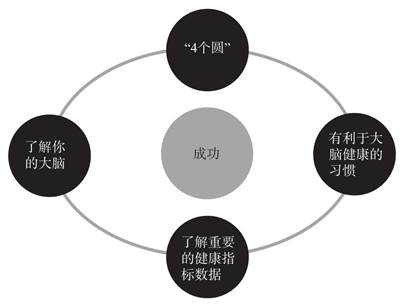 “4个圆”
了解你
的大脑
成功
有利于大
脑健康的
习惯
了解重要
的健康指
标数据